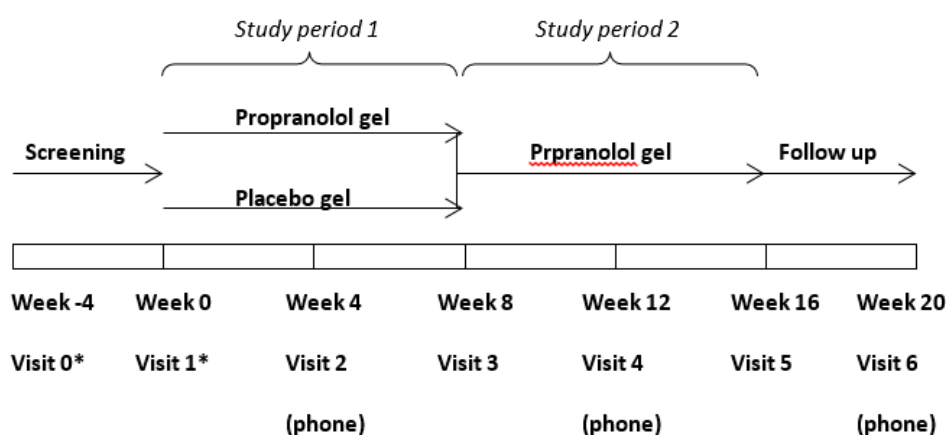 Study period 1
Study period 2
Propranolol gel
Screening
Prpranolol gel
Follow up
Placebo gel
Week -4 Week 0 Week 4 Week 8 Week 12 Week 16 Week 20
Visit 0* Visit 1* Visit 2 Visit 3 Visit 4 Visit 5 Visit 6
(phone) (phone) (phone)